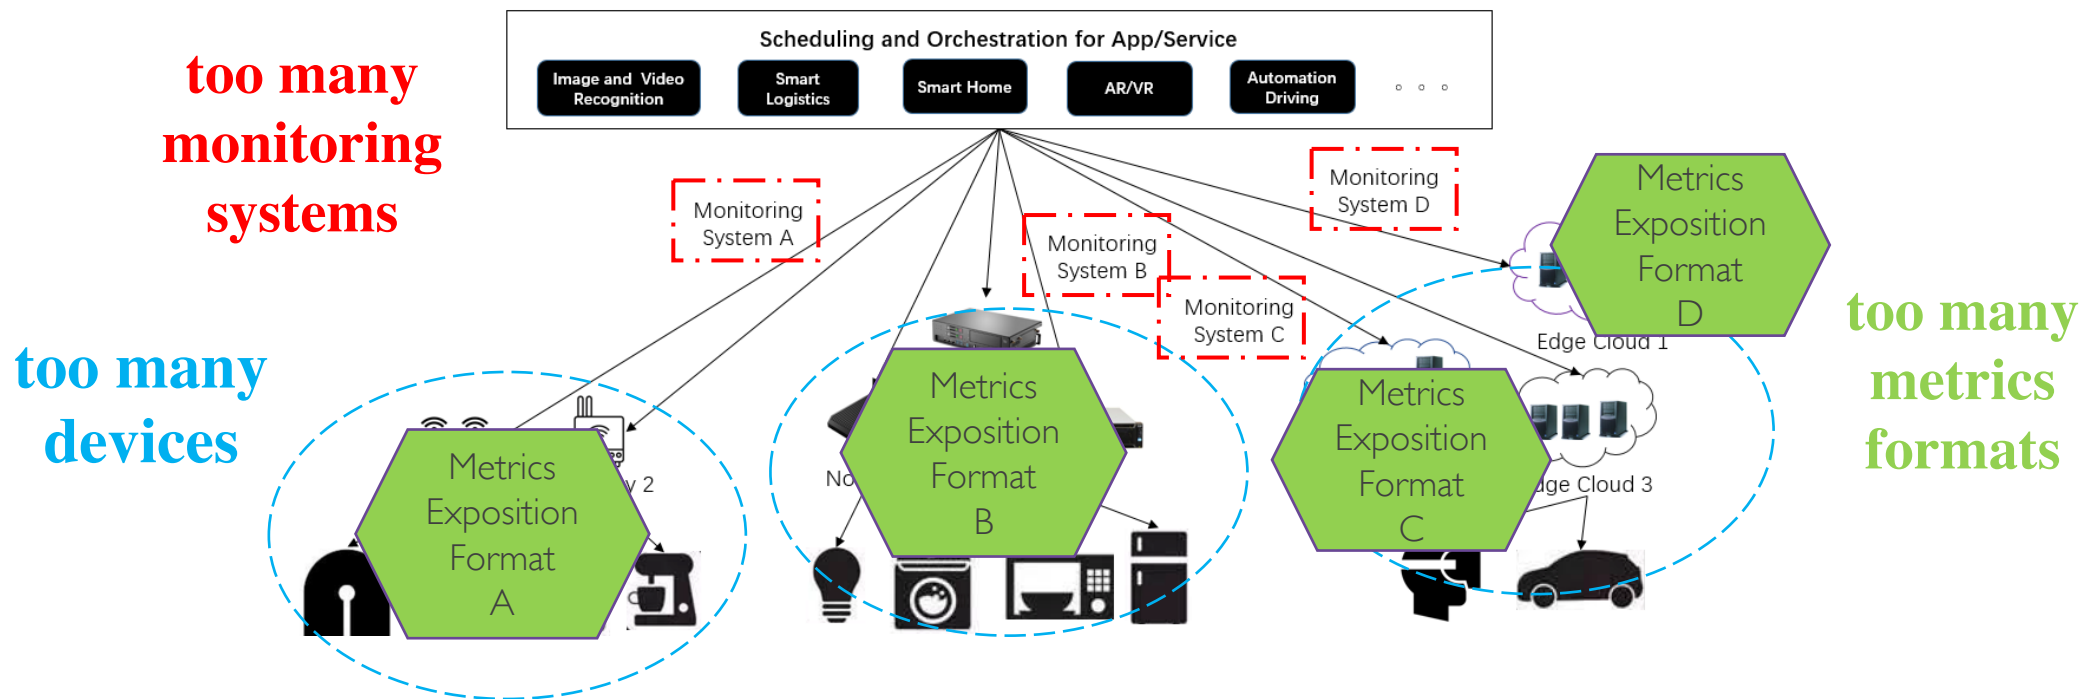 Scheduling and Orchestration for App/Service
Image and Video
Recognition
Smart
Logistics
Smart Home
AR/VR
Automation
Driving
too many
monitoring
systems
Monitoring
System A
Monitoring
System B
Monitoring
System C
Monitoring
System D
Metrics
Exposition
Format
D
Edge Cloud 1
too many
metrics
formats
too many
devices
Metrics
Exposition
Format
A
2
Metrics
Exposition
Format
B
No
Metrics
Exposition
Format
C
dge Cloud 3